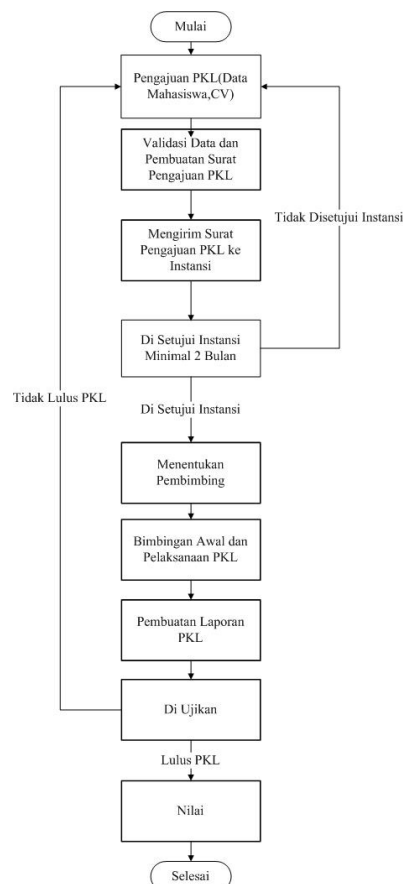 Mulai
Pengajuan PKL(Data
Mahasiswa,CV)
Validasi Data dan
Pembuatan Surat
Pengajuan PKL
Tidak Disetujui Instansi
Mengirim Surat
Pengajuan PKL ke
Instansi
Di Setujui Instansi
Minimal 2 Bulan
Tidak Lulus PKL
Di Setujui Instansi
Menentukan
Pembimbing
Bimbingan Awal dan
Pelaksanaan PKL
Pembuatan Laporan
PKL
Di Ujikan
Lulus PKL
Nilai
Selesai